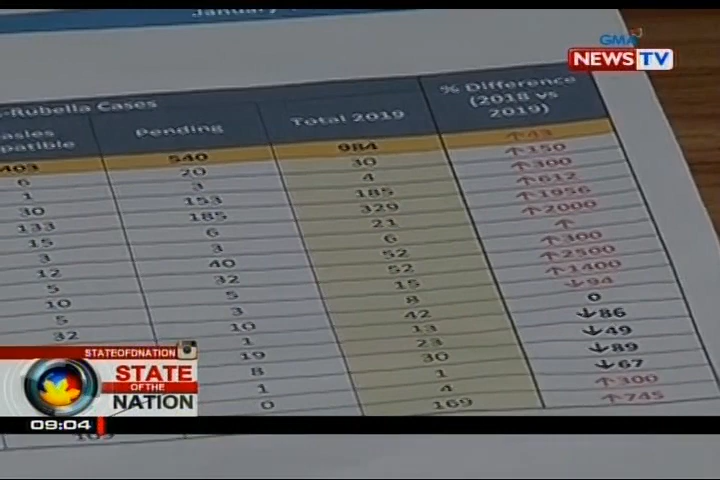 January
GMA
NEWS TV
-Rubella Cases
% Difference
(2018 vs
2019)
easles
patible
Pending
Total 2019
403 540 984 ↑43
6 20 30 ↑150
1 3 4 ↑300
30 153 185 ↑612
133 185 329 ↑1956
15 6 21 ↑2000
3 3 6 ↑
12 40 52 ↑300
5 32 52 ↑2500
10 5 15 ↑1400
5 3 8 ↓94
32 10 42 0
1 13 ↓86
19 23 ↓49
8 30 ↓89
1 1 ↓67
0 4 ↑300
169 ↑745
STATEOFDNATION
STATE
OF THE
NATION
09:04